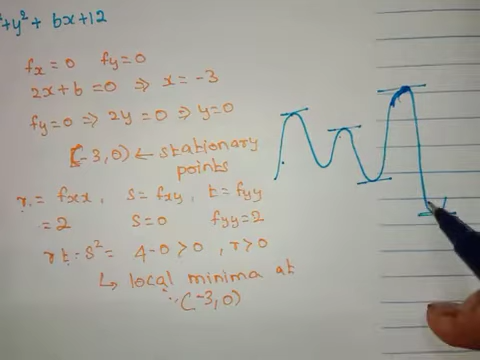 ²+y²+6x+12
fx=0 fy=0
2x+6=0 ⇒ x=-3
fy=0 ⇒ 2y=0 ⇒ y=0
(-3,0) ← stationary
points
r = fxx, s=fxy, t=fyy
=2 s=0 fyy=2
rt-s²= 4-0>0, r>0
↳ local minima at
∴ (-3,0)